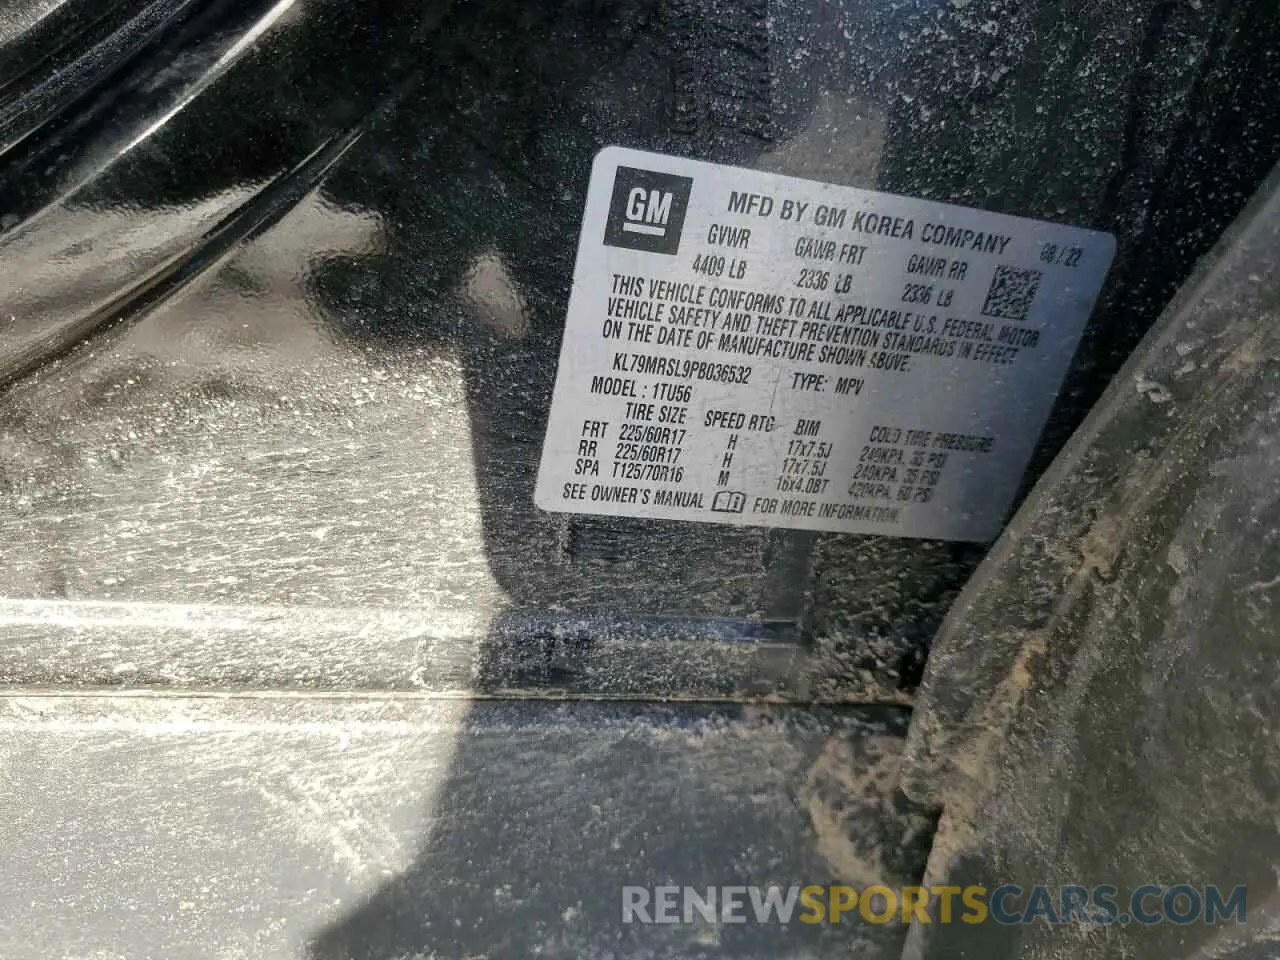 GM
MFD BY GM KOREA COMPANY 08 / 22
GVWR GAWR FRT GAWR RR
4409 LB 2336 LB 2336 LB
THIS VEHICLE CONFORMS TO ALL APPLICABLE U.S. FEDERAL MOTOR
VEHICLE SAFETY AND THEFT PREVENTION STANDARDS IN EFFECT
ON THE DATE OF MANUFACTURE SHOWN ABOVE.
KL79MRSL9PB036532 TYPE: MPV
MODEL : 1TU56
TIRE SIZE SPEED RTG RIM COLD TIRE PRESSURE
FRT 225/60R17 H 17x7.5J 240KPA. 35 PSI
RR 225/60R17 H 17x7.5J 240KPA. 35 PSI
SPA T125/70R16 M 16x4.0BT 420KPA. 60 PSI
SEE OWNER'S MANUAL FOR MORE INFORMATION.
RENEWSPORTSCARS.COM